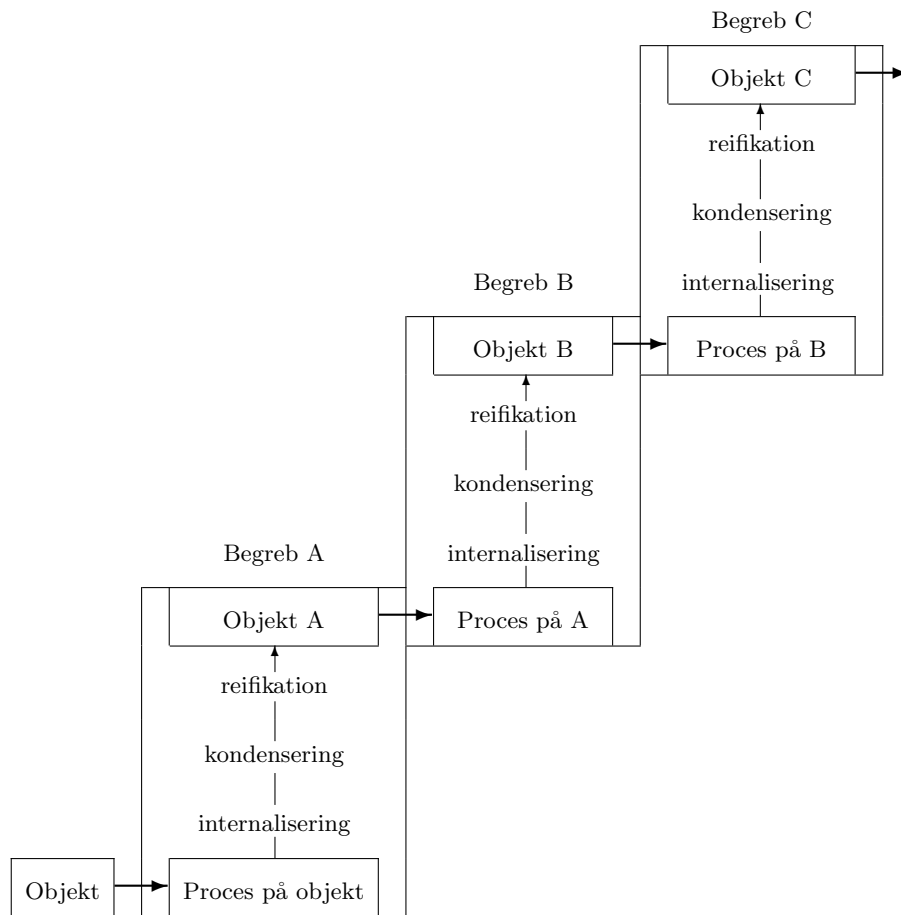 Begreb C
Objekt C
reifikation
kondensering
internalisering
Begreb B
Objekt B
Proces på B
reifikation
kondensering
internalisering
Begreb A
Objekt A
Proces på A
reifikation
kondensering
internalisering
Objekt
Proces på objekt